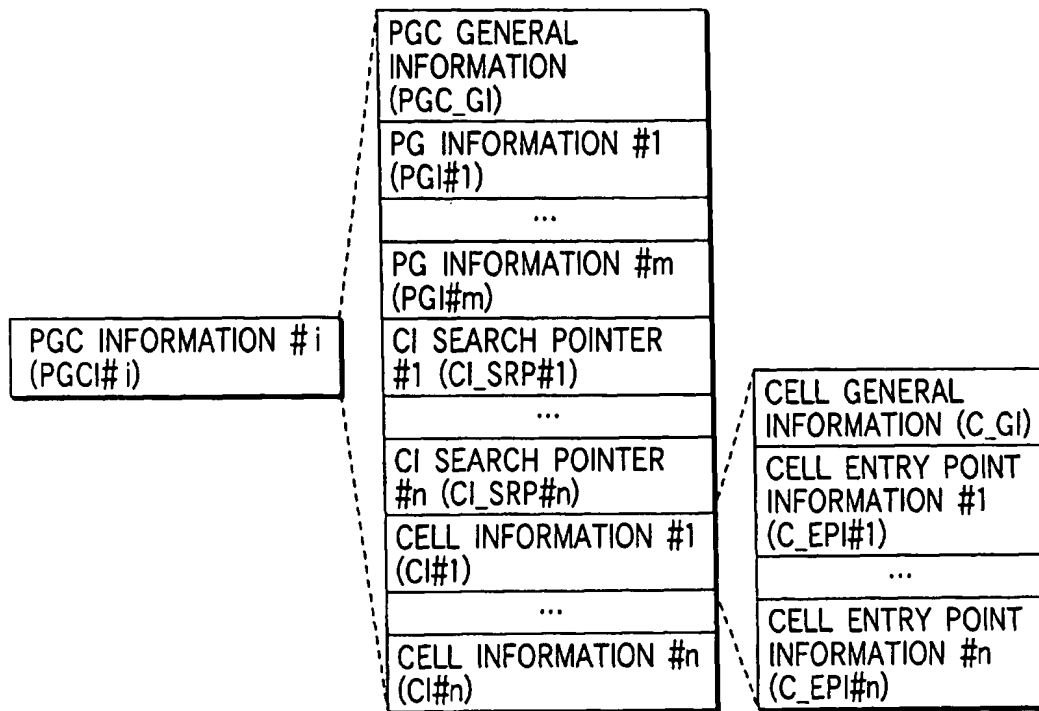 PGC INFORMATION #i
(PGCI#i)
PGC GENERAL
INFORMATION
(PGC_GI)
PG INFORMATION #1
(PGI#1)
...
PG INFORMATION #m
(PGI#m)
CI SEARCH POINTER
#1 (CI_SRP#1)
...
CI SEARCH POINTER
#n (CI_SRP#n)
CELL INFORMATION #1
(CI#1)
...
CELL INFORMATION #n
(CI#n)
CELL GENERAL
INFORMATION (C_GI)
CELL ENTRY POINT
INFORMATION #1
(C_EPI#1)
...
CELL ENTRY POINT
INFORMATION #n
(C_EPI#n)